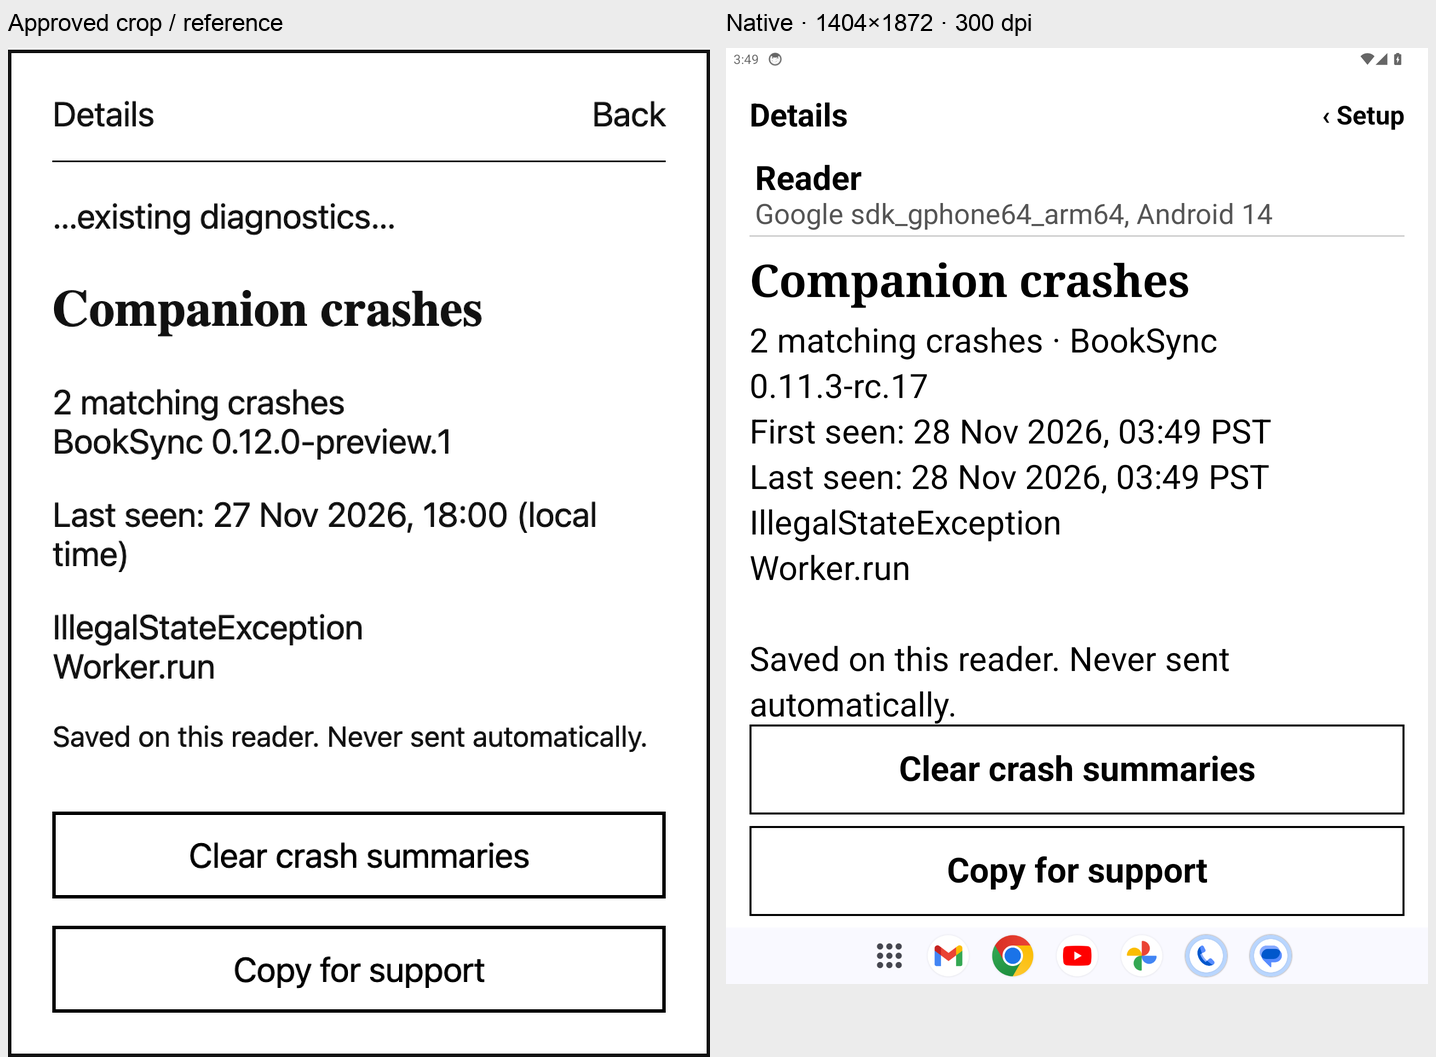 Approved crop / reference
Details
Back
...existing diagnostics...
Companion crashes
2 matching crashes
BookSync 0.12.0-preview.1
Last seen: 27 Nov 2026, 18:00 (local
time)
IllegalStateException
Worker.run
Saved on this reader. Never sent automatically.
Clear crash summaries
Copy for support
Native · 1404×1872 · 300 dpi
3:49
Details
‹ Setup
Reader
Google sdk_gphone64_arm64, Android 14
Companion crashes
2 matching crashes · BookSync
0.11.3-rc.17
First seen: 28 Nov 2026, 03:49 PST
Last seen: 28 Nov 2026, 03:49 PST
IllegalStateException
Worker.run
Saved on this reader. Never sent
automatically.
Clear crash summaries
Copy for support